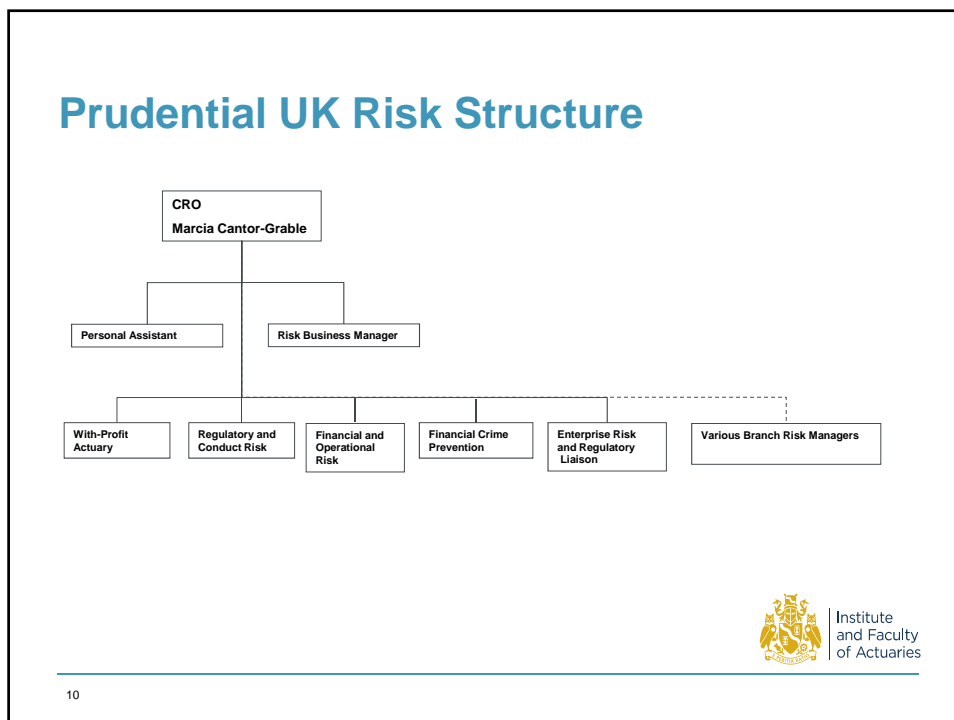 Prudential UK Risk Structure
CRO
Marcia Cantor-Grable
Personal Assistant
Risk Business Manager
With-Profit
Actuary
Regulatory and
Conduct Risk
Financial and
Operational
Risk
Financial Crime
Prevention
Enterprise Risk
and Regulatory
Liaison
Various Branch Risk Managers
Institute
and Faculty
of Actuaries
10